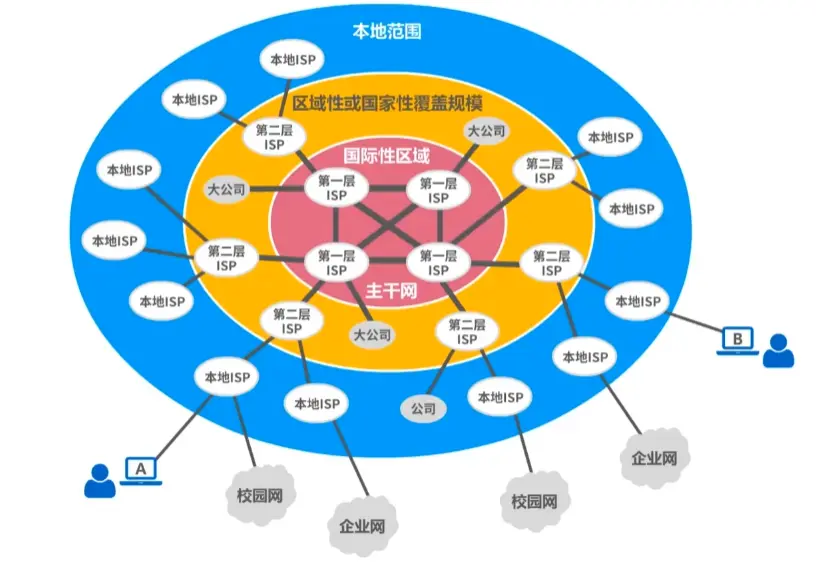 本地范围
本地ISP
本地ISP
区域性或国家性覆盖规模
第二层
ISP
大公司
本地ISP
国际性区域
本地ISP
第二层
ISP
大公司
第一层
ISP
第一层
ISP
本地ISP
本地ISP
第二层
ISP
第一层
ISP
第一层
ISP
第二层
ISP
主干网
本地ISP
本地ISP
第二层
ISP
大公司
第二层
ISP
B
本地ISP
本地ISP
本地ISP
公司
本地ISP
A
企业网
校园网
企业网
校园网